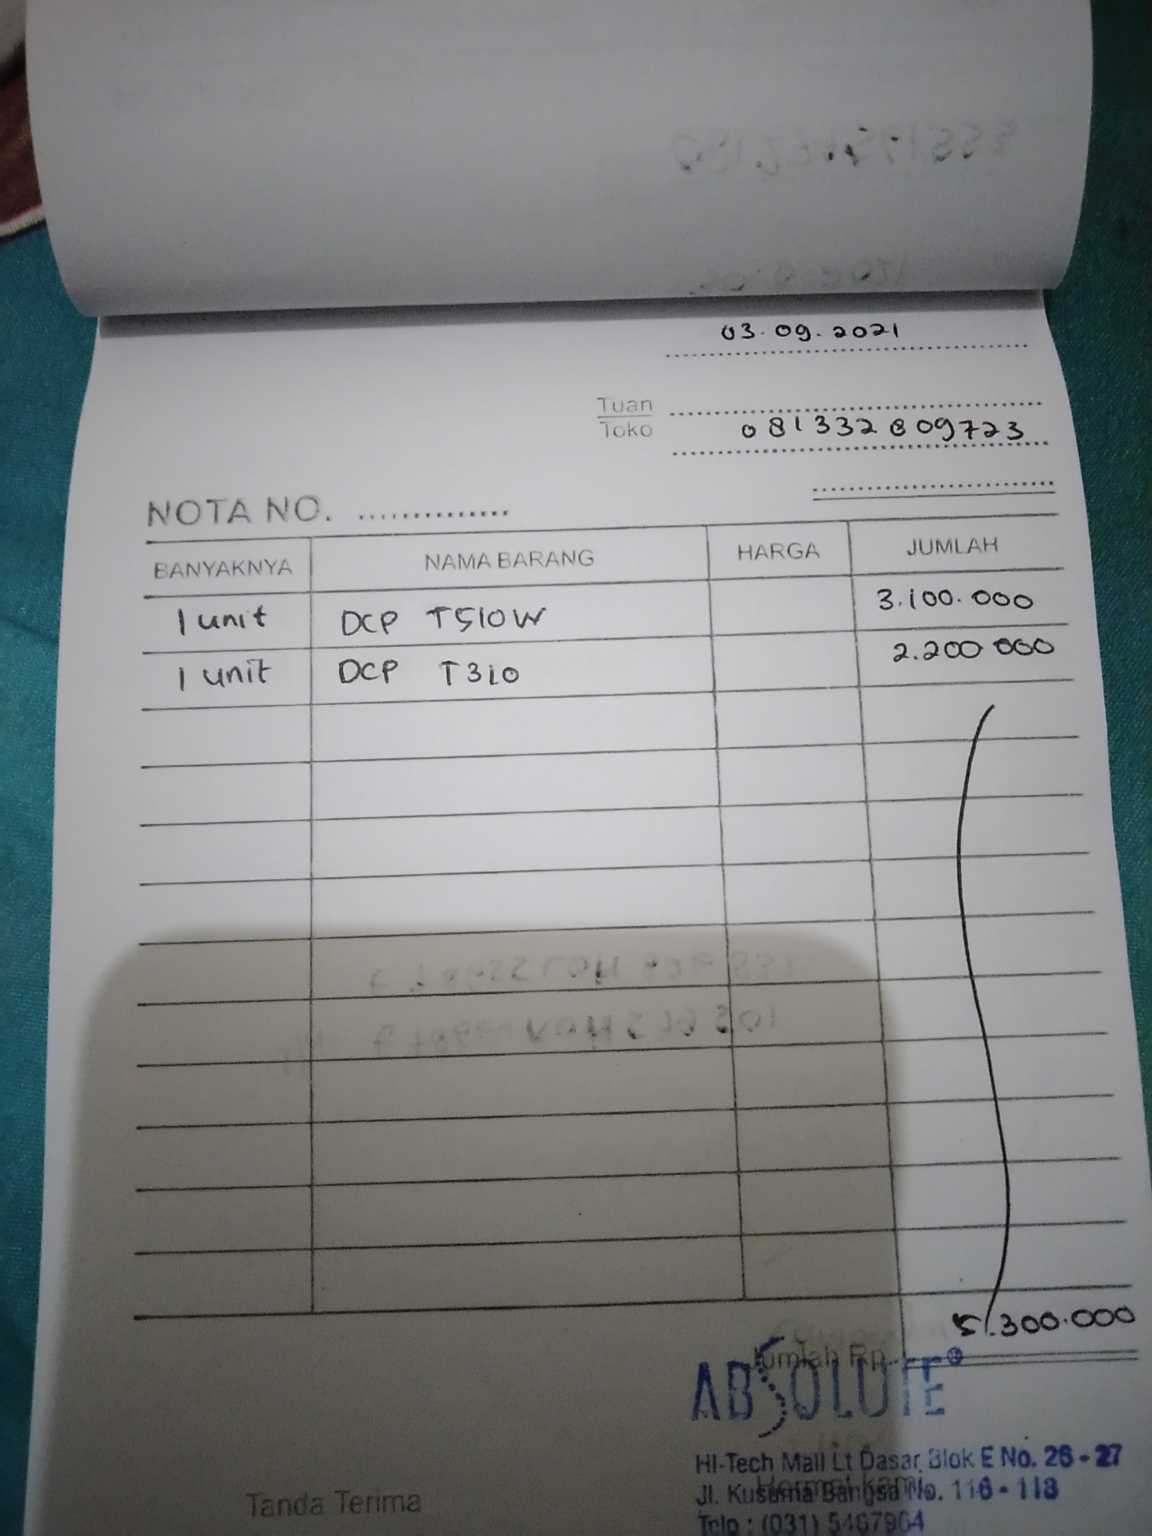 03.09.2021
Tuan
Toko 081332809723
NOTA NO.
BANYAKNYA NAMA BARANG HARGA JUMLAH
1 unit DCP T510W 3.100.000
1 unit DCP T310 2.200 000
5.300.000
Jumlah Rp.
ABSOLUTE
HI-Tech Mall Lt Dasar Blok E No. 26 - 27
Hormat kami
Jl. Kusuma Bangsa No. 116 - 118
Tanda Terima
Telp : (031) 5467964